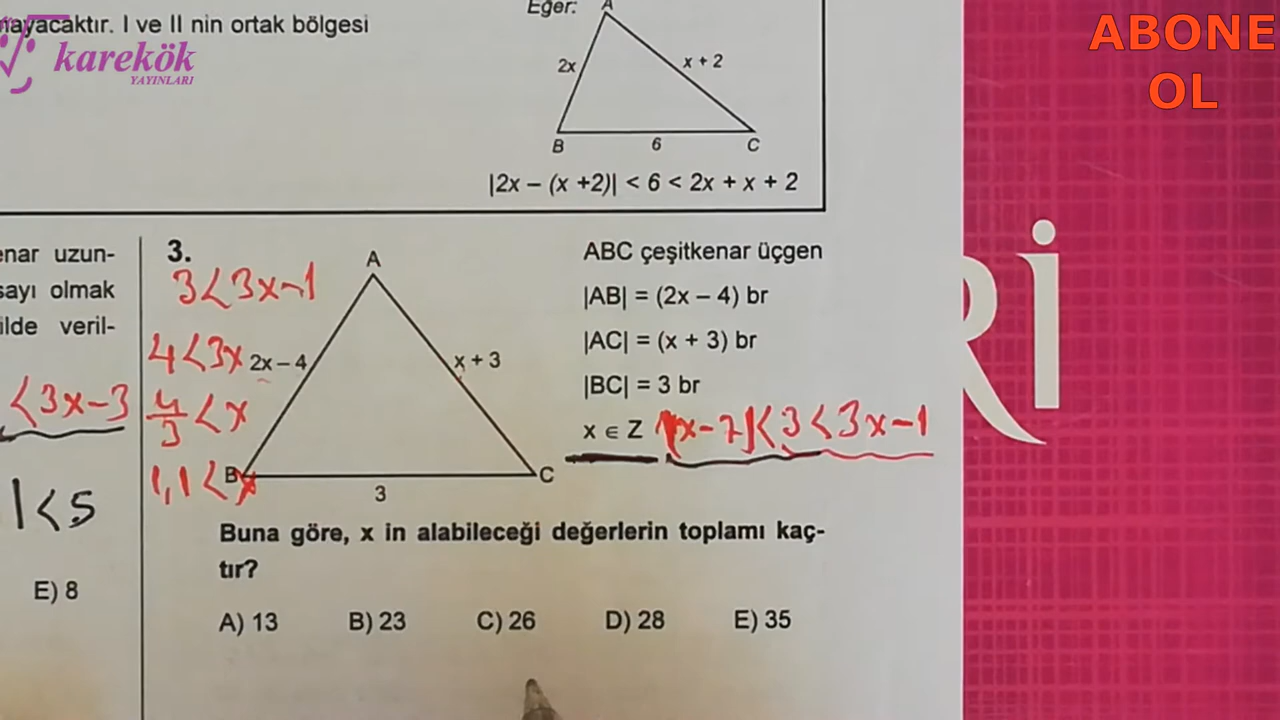 ABONE
OL
nayacaktır. I ve II nin ortak bölgesi
karekök
YAYINLARI
Eğer:
A
2x
x + 2
B
6
C
|2x – (x +2)| < 6 < 2x + x + 2
enar uzun-
sayı olmak
ilde veril-
<3x–3
1<5
E) 8
3.
3<3x–1
4<3x
4/3 <x
1,1<x
A
2x – 4
x + 3
B
C
3
ABC çeşitkenar üçgen
|AB| = (2x – 4) br
|AC| = (x + 3) br
|BC| = 3 br
x ∈ Z |x–7|<3<3x–1
Buna göre, x in alabileceği değerlerin toplamı kaç-
tır?
A) 13 B) 23 C) 26 D) 28 E) 35
Rİ